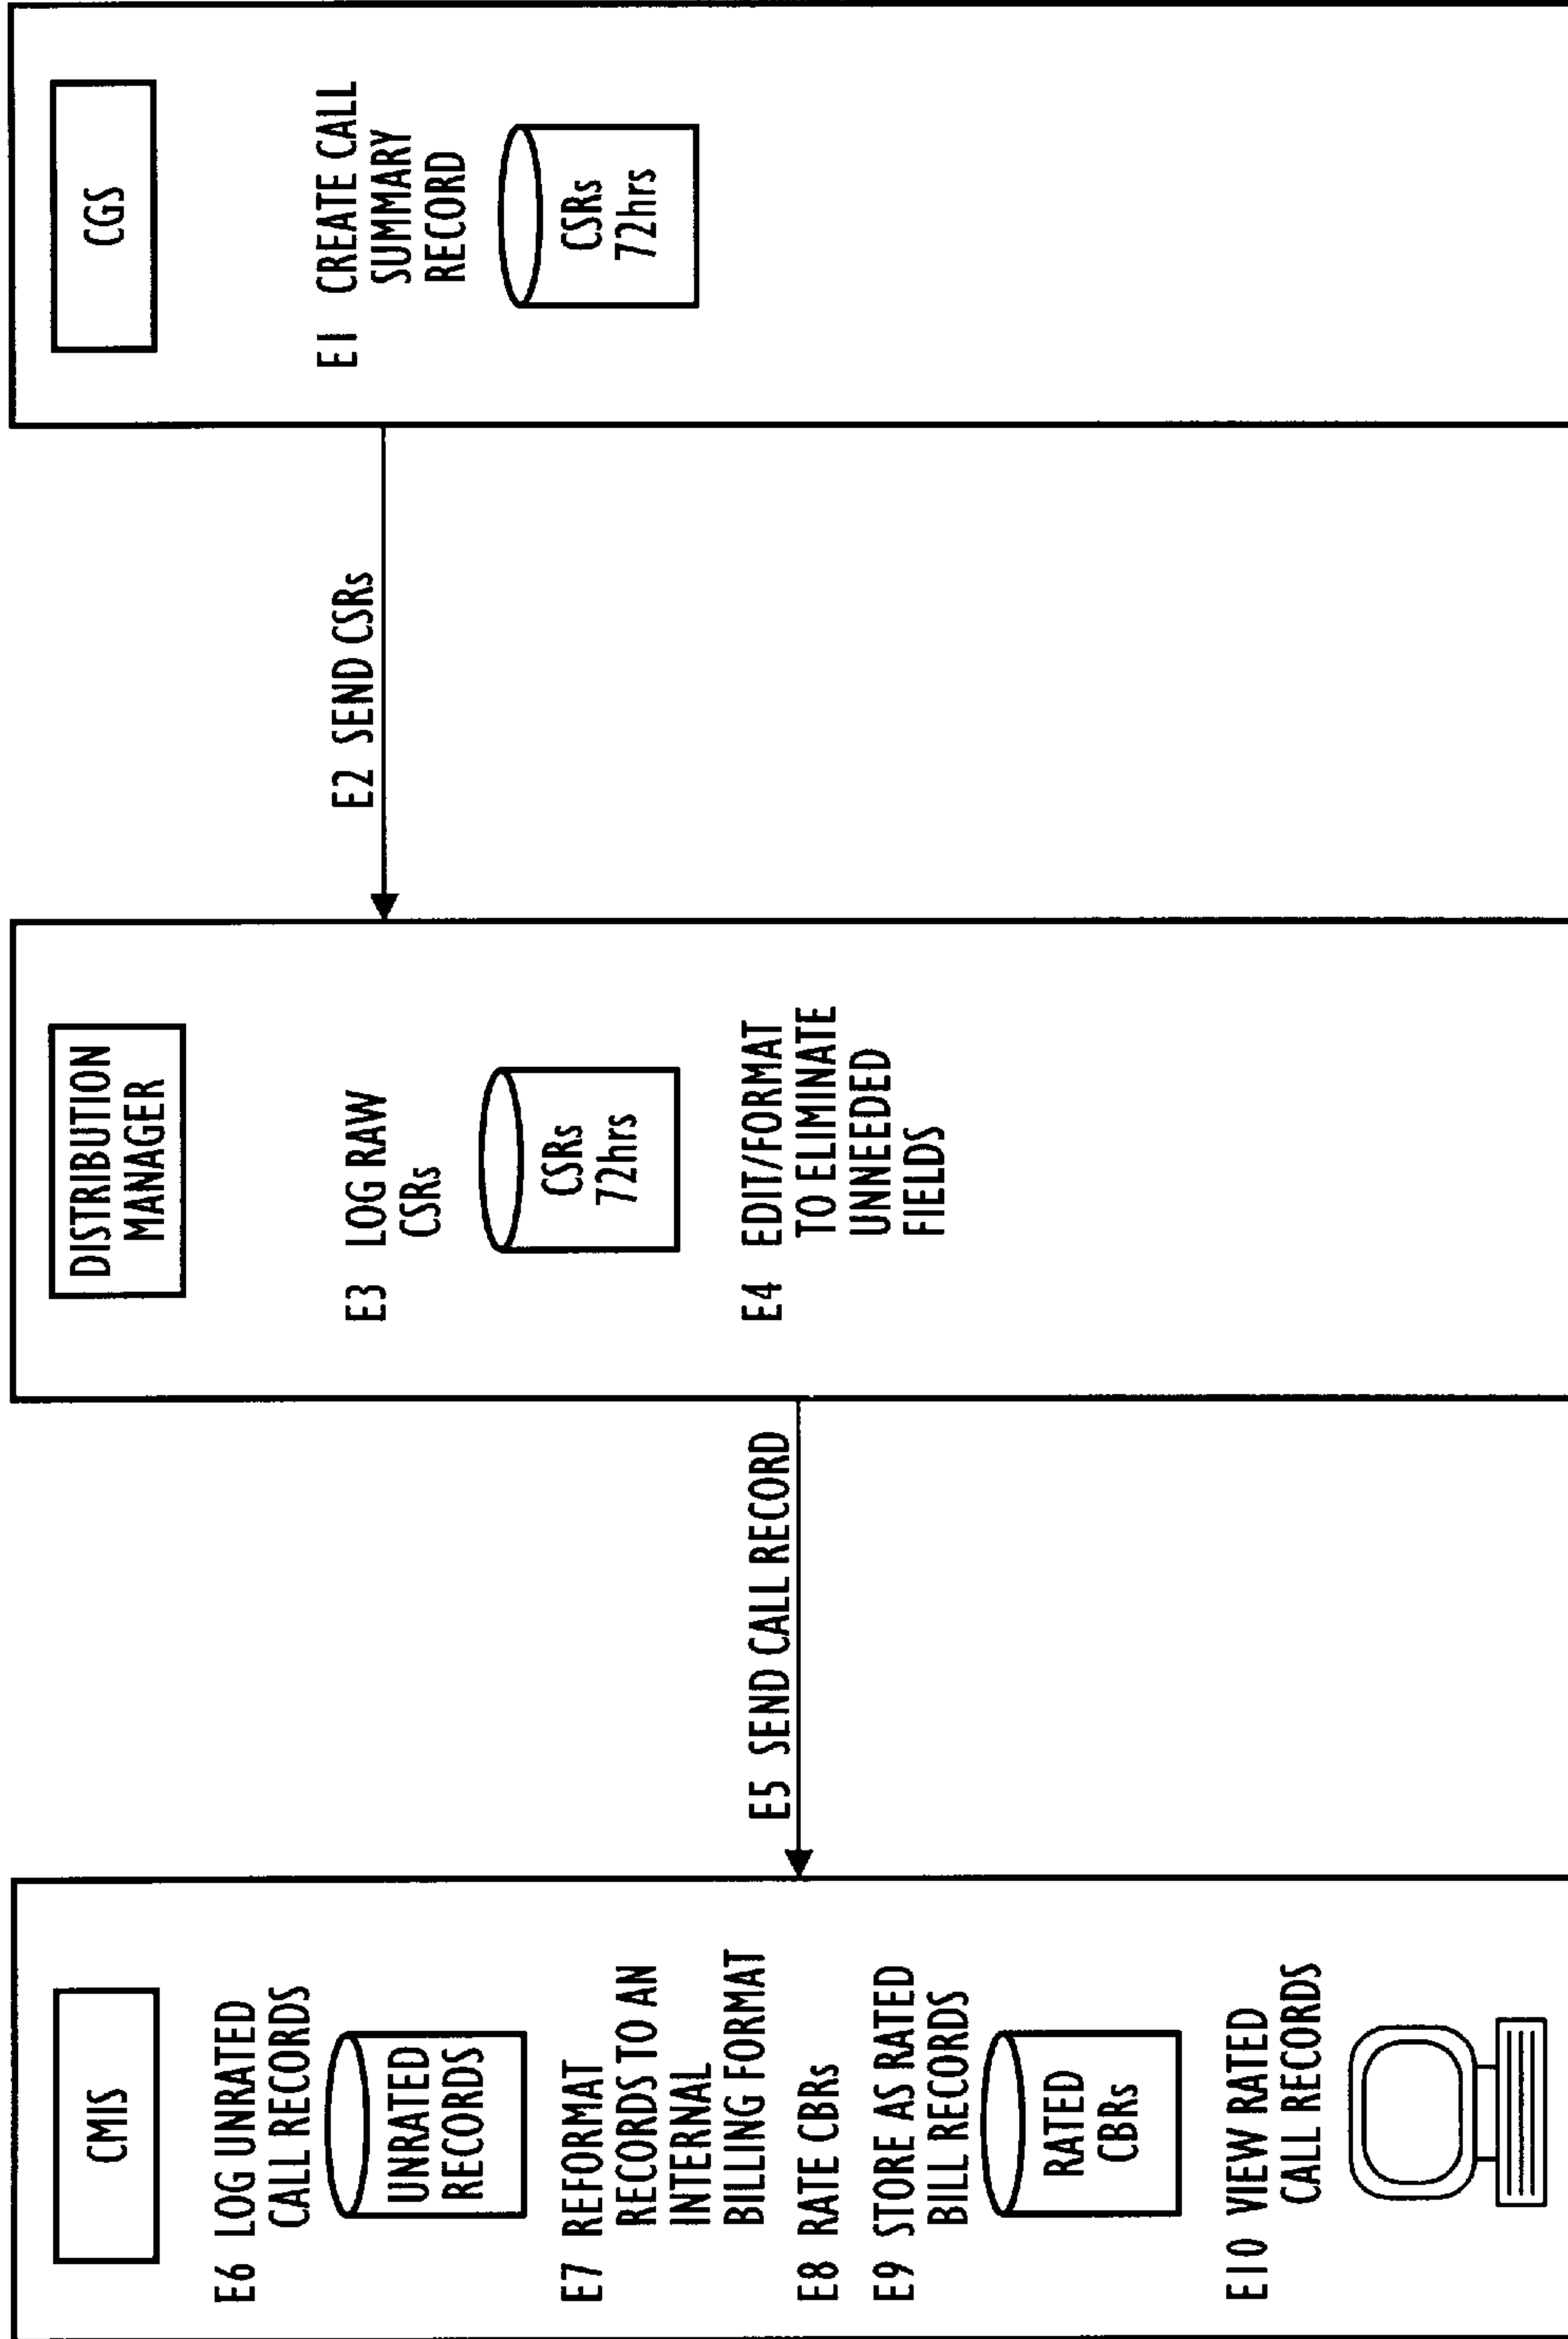 CMIS
E6 LOG UNRATED
CALL RECORDS
UNRATED
RECORDS
E7 REFORMAT
RECORDS TO AN
INTERNAL
BILLING FORMAT
E8 RATE CBRs
E9 STORE AS RATED
BILL RECORDS
RATED
CBRs
E10 VIEW RATED
CALL RECORDS
E5 SEND CALL RECORD
DISTRIBUTION
MANAGER
E3 LOG RAW
CSRs
CSRs
72hrs
E4 EDIT/FORMAT
TO ELIMINATE
UNNEEDED
FIELDS
E2 SEND CSRs
CGS
E1 CREATE CALL
SUMMARY
RECORD
CSRs
72hrs